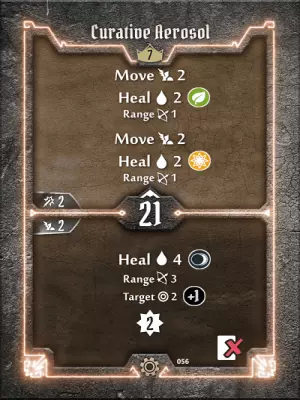 Curative Aerosol
7
Move 2
Heal 2
Range 1
Move 2
Heal 2
Range 1
2
21
2
Heal 4
Range 3
Target 2 +1
2
056